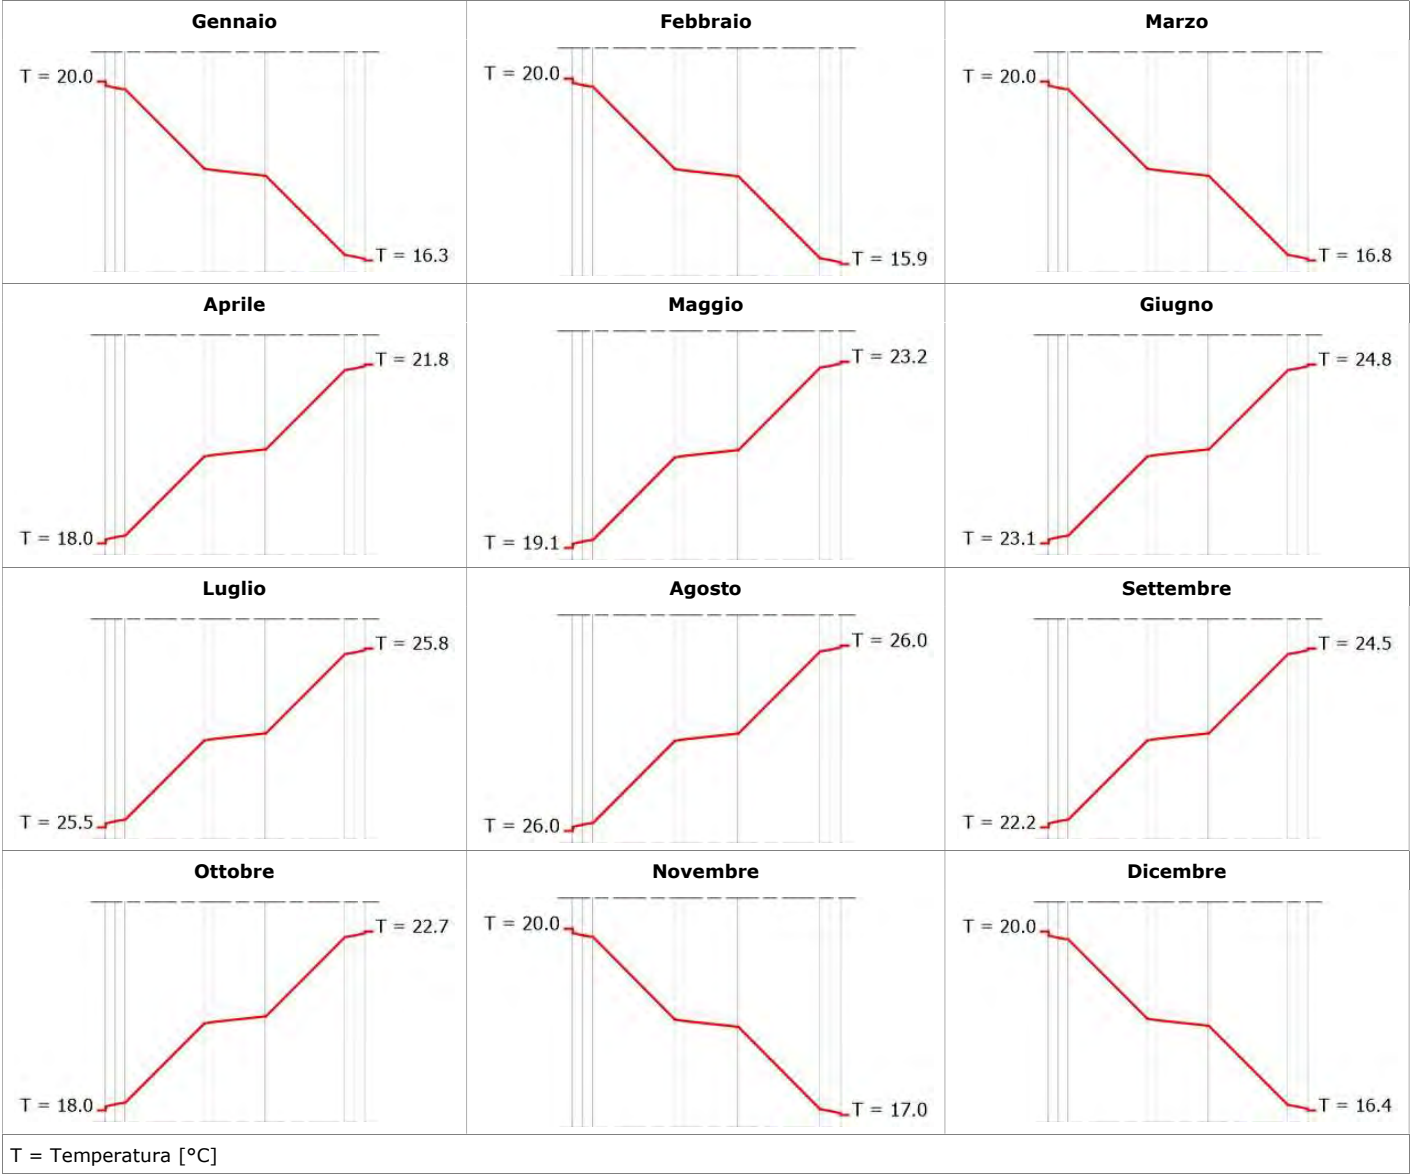 Gennaio
Febbraio
Marzo
T = 20.0
T = 16.3
T = 20.0
T = 15.9
T = 20.0
T = 16.8
Aprile
Maggio
Giugno
T = 21.8
T = 18.0
T = 23.2
T = 19.1
T = 24.8
T = 23.1
Luglio
Agosto
Settembre
T = 25.8
T = 25.5
T = 26.0
T = 26.0
T = 24.5
T = 22.2
Ottobre
Novembre
Dicembre
T = 22.7
T = 18.0
T = 20.0
T = 17.0
T = 20.0
T = 16.4
T = Temperatura [°C]